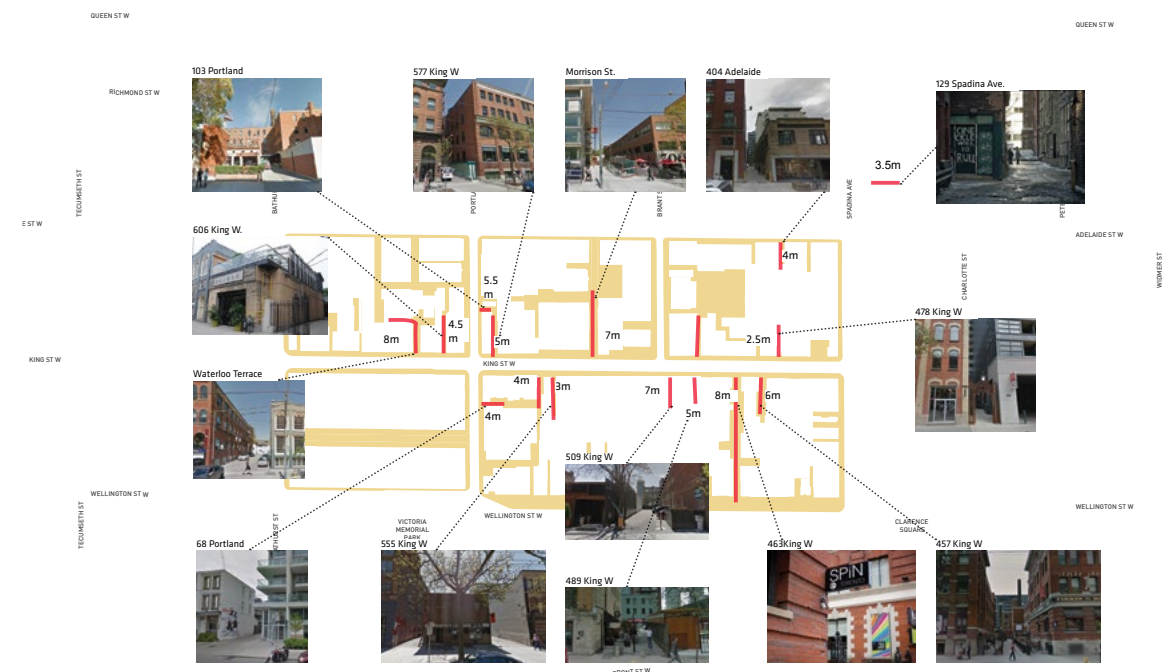 QUEEN ST W
QUEEN ST W
103 Portland
577 King W
Morrison St.
404 Adelaide
129 Spadina Ave.
RICHMOND ST W
3.5m
TECUMSETH ST
SPADINA AVE
E ST W
606 King W.
ADELAIDE ST W
4m
CHARLOTTE ST
WIDMER ST
5.5
m
478 King W
4.5
m
8m
5m
7m
2.5m
KING ST W
KING ST W
Waterloo Terrace
4m
3m
7m
8m
6m
4m
5m
509 King W
WELLINGTON ST W
TECUMSETH ST
WELLINGTON ST W
VICTORIA
MEMORIAL
PARK
CLARENCE
SQUARE
WELLINGTON ST W
68 Portland
555 King W
463 King W
457 King W
SPiN
TORONTO
489 King W